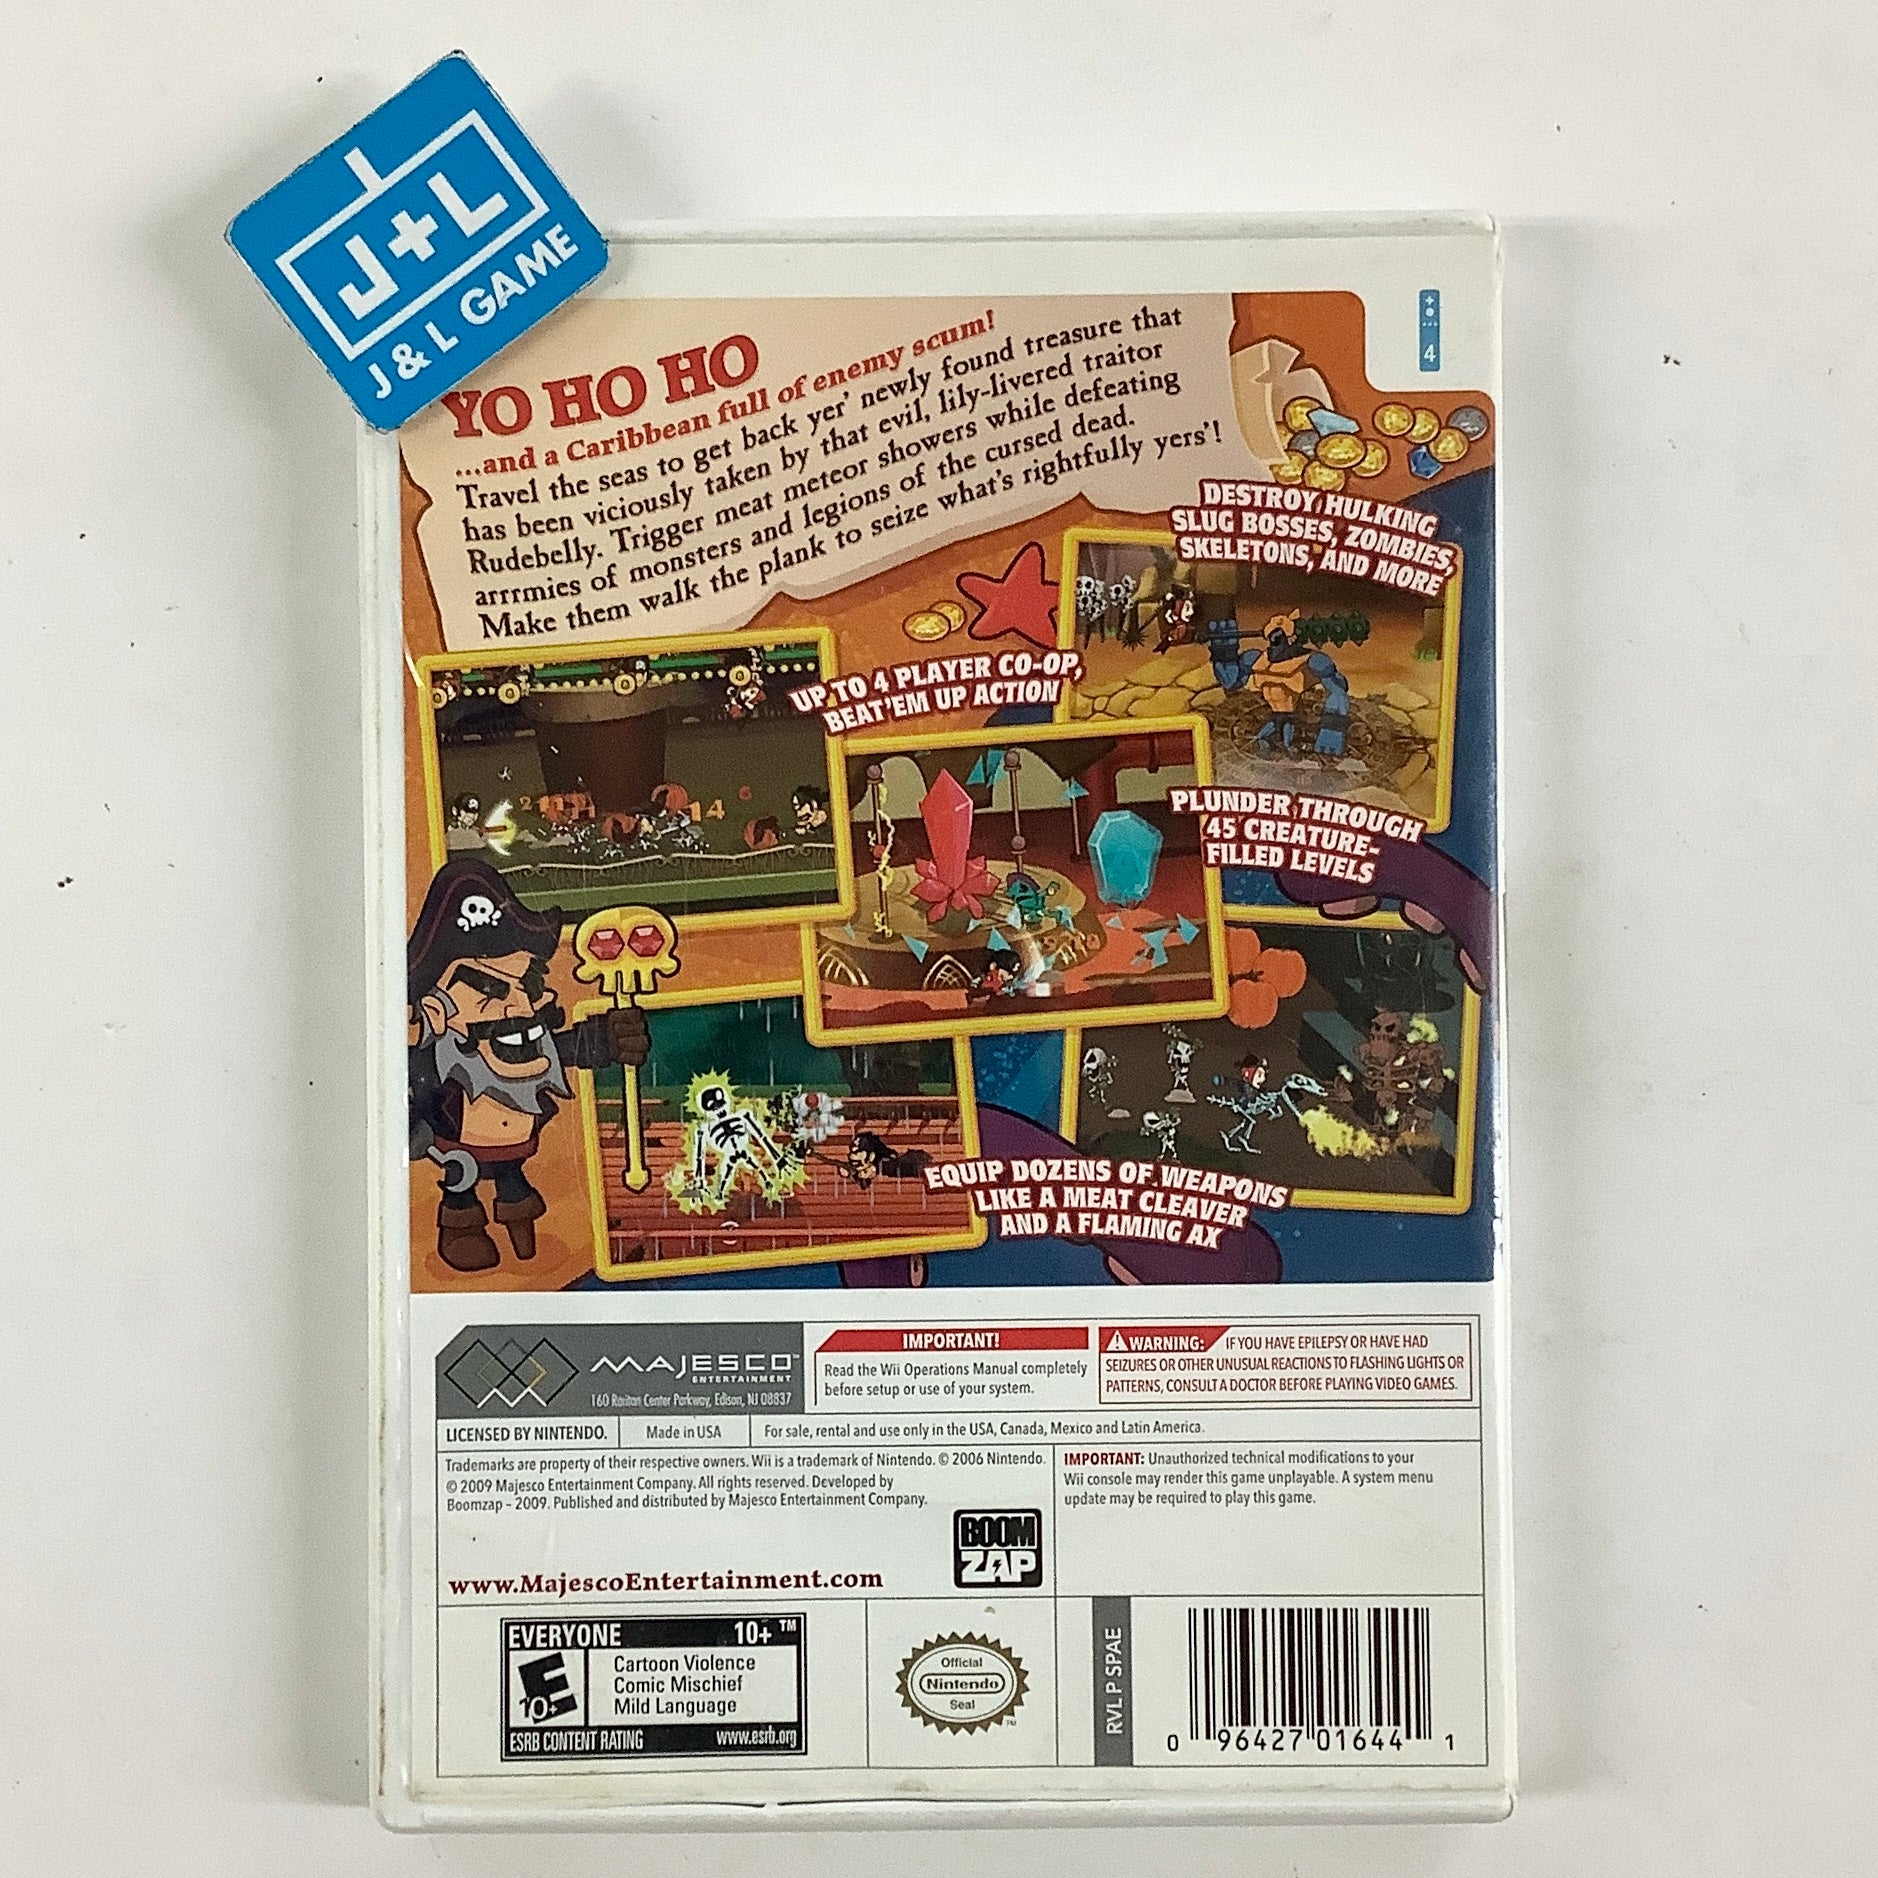 J+L
J & L GAME
4
YO HO HO
...and a Caribbean full of enemy scum!
Travel the seas to get back yer' newly found treasure that
has been viciously taken by that evil, lily-livered traitor
Rudebelly. Trigger meat meteor showers while defeating
arrrmies of monsters and legions of the cursed dead.
Make them walk the plank to seize what's rightfully yers'!
DESTROY HULKING
SLUG BOSSES, ZOMBIES,
SKELETONS, AND MORE
UP TO 4 PLAYER CO-OP,
BEAT'EM UP ACTION
14
PLUNDER THROUGH
45 CREATURE-
FILLED LEVELS
EQUIP DOZENS OF WEAPONS
LIKE A MEAT CLEAVER
AND A FLAMING AX
MAJESCO™
ENTERTAINMENT
160 Raritan Center Parkway, Edison, NJ 08837
IMPORTANT!
Read the Wii Operations Manual completely
before setup or use of your system.
WARNING: IF YOU HAVE EPILEPSY OR HAVE HAD
SEIZURES OR OTHER UNUSUAL REACTIONS TO FLASHING LIGHTS OR
PATTERNS, CONSULT A DOCTOR BEFORE PLAYING VIDEO GAMES.
LICENSED BY NINTENDO.
Made in USA
For sale, rental and use only in the USA, Canada, Mexico and Latin America.
Trademarks are property of their respective owners. Wii is a trademark of Nintendo. © 2006 Nintendo.
© 2009 Majesco Entertainment Company. All rights reserved. Developed by
Boomzap – 2009. Published and distributed by Majesco Entertainment Company.
IMPORTANT: Unauthorized technical modifications to your
Wii console may render this game unplayable. A system menu
update may be required to play this game.
BOOM
ZAP
www.MajescoEntertainment.com
EVERYONE 10+ ™
E
10+
Cartoon Violence
Comic Mischief
Mild Language
ESRB CONTENT RATING www.esrb.org
Official
Nintendo
Seal
™
RVL P SPAE
0 96427 01644 1